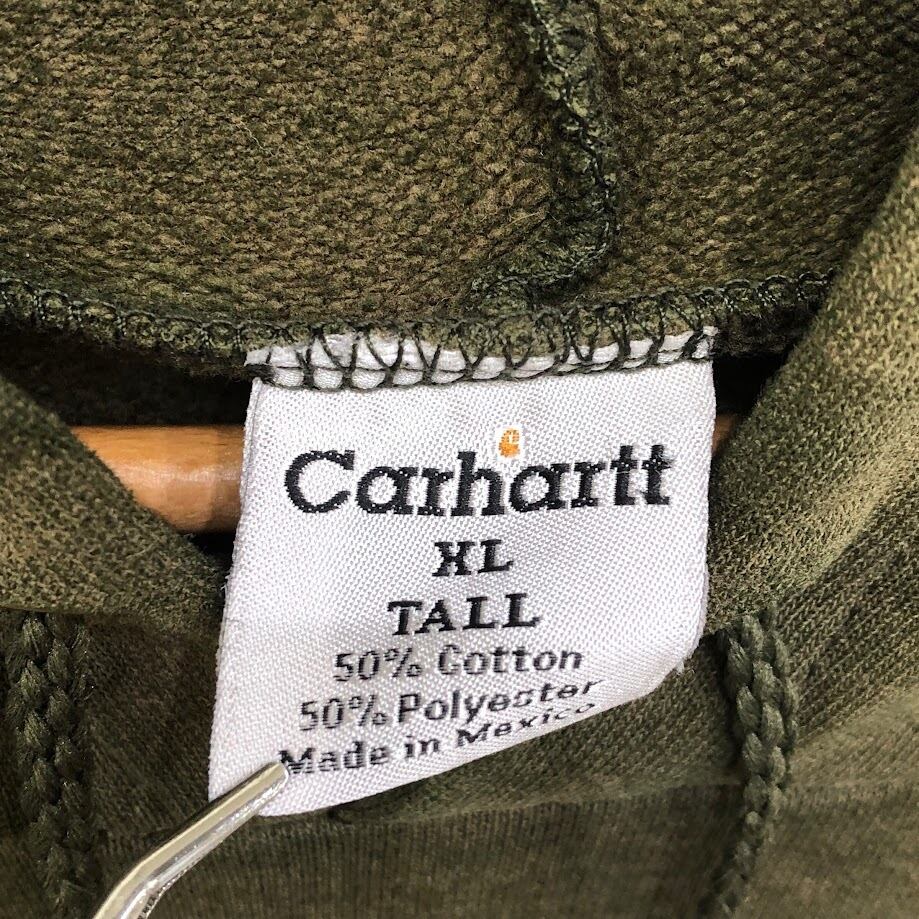 Carhartt
XL
TALL
50% Cotton
50% Polyester
Made in Mexico